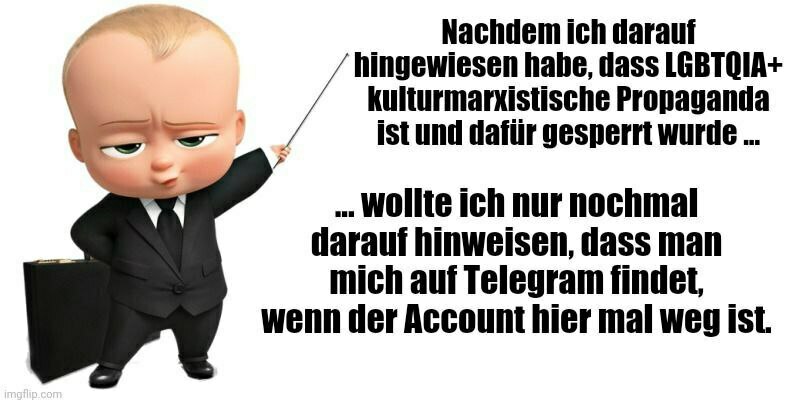 Nachdem ich darauf
hingewiesen habe, dass LGBTQIA+
kulturmarxistische Propaganda
ist und dafür gesperrt wurde ...
... wollte ich nur nochmal
darauf hinweisen, dass man
mich auf Telegram findet,
wenn der Account hier mal weg ist.
imgflip.com